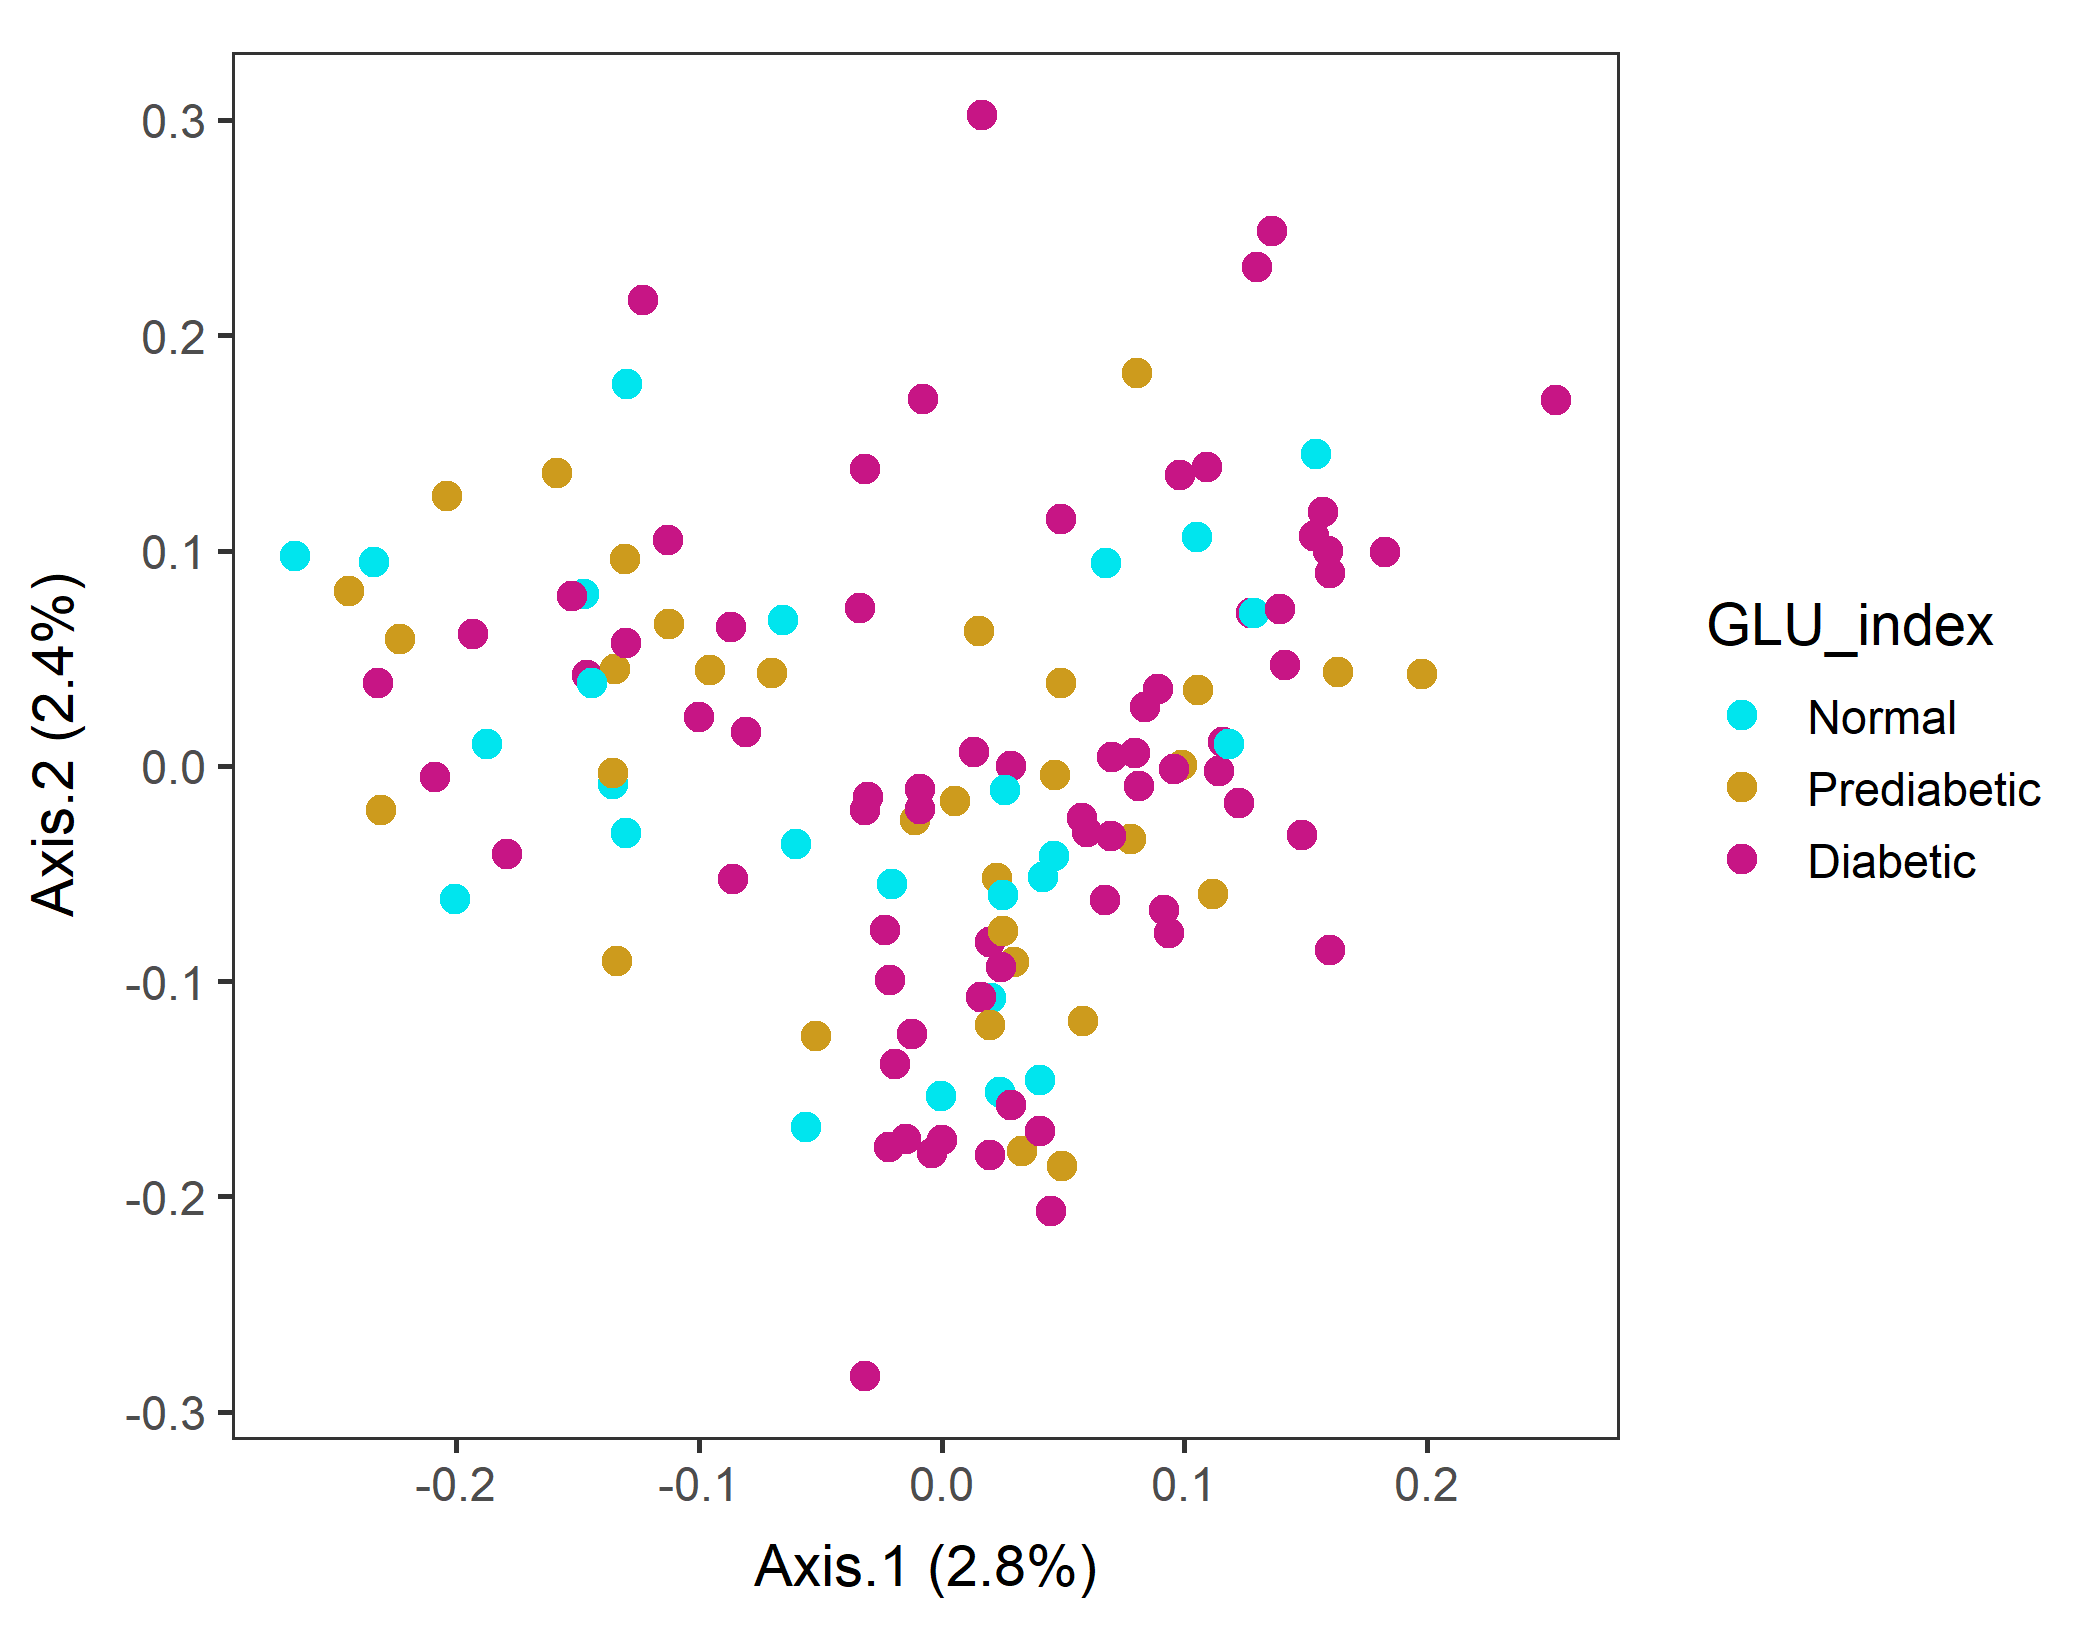 0.3
0.2
0.1
0.0
-0.1
-0.2
-0.3
Axis.2 (2.4%)
-0.2 -0.1 0.0 0.1 0.2
Axis.1 (2.8%)
GLU_index
Normal
Prediabetic
Diabetic